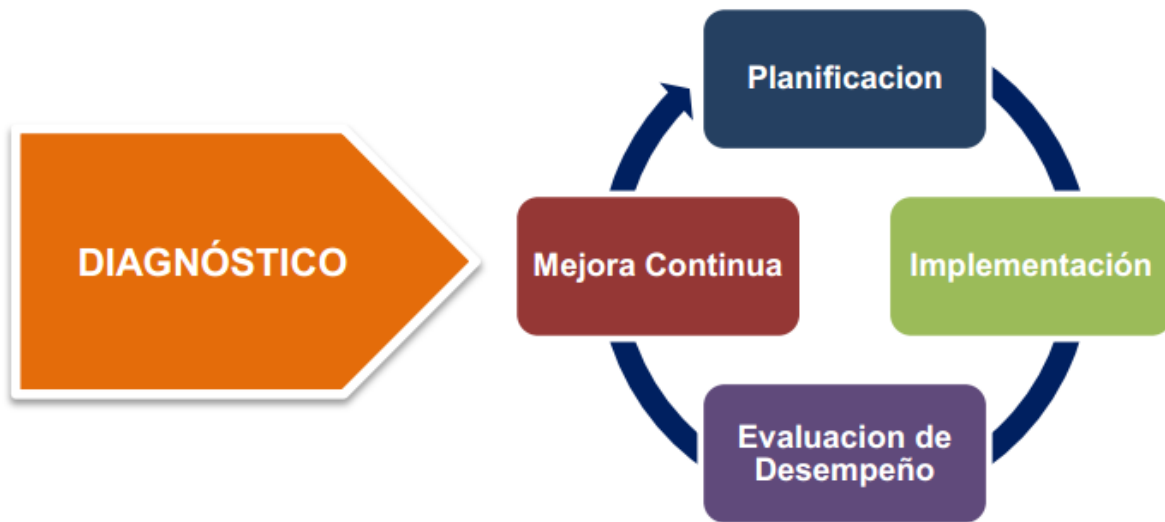 DIAGNÓSTICO
Planificacion
Implementación
Evaluacion de
Desempeño
Mejora Continua